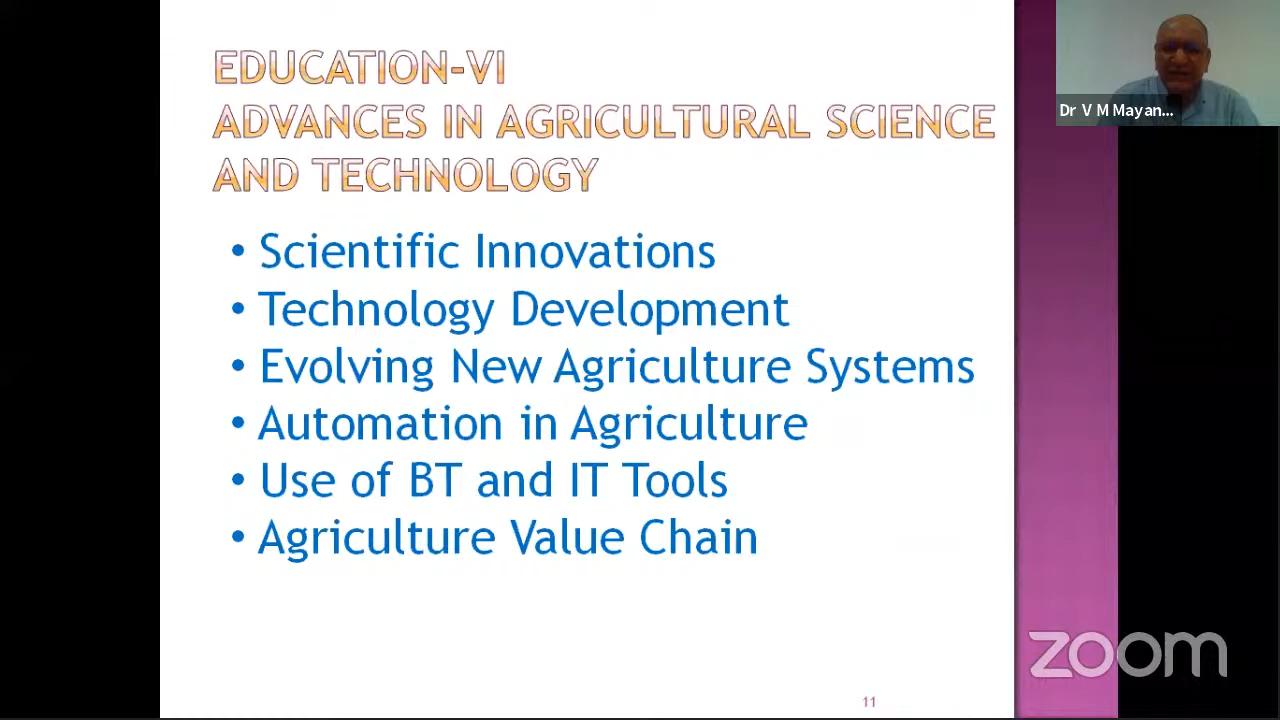 EDUCATION-VI
ADVANCES IN AGRICULTURAL SCIENCE
AND TECHNOLOGY
• Scientific Innovations
• Technology Development
• Evolving New Agriculture Systems
• Automation in Agriculture
• Use of BT and IT Tools
• Agriculture Value Chain
11
Dr V M Mayan...
zoom